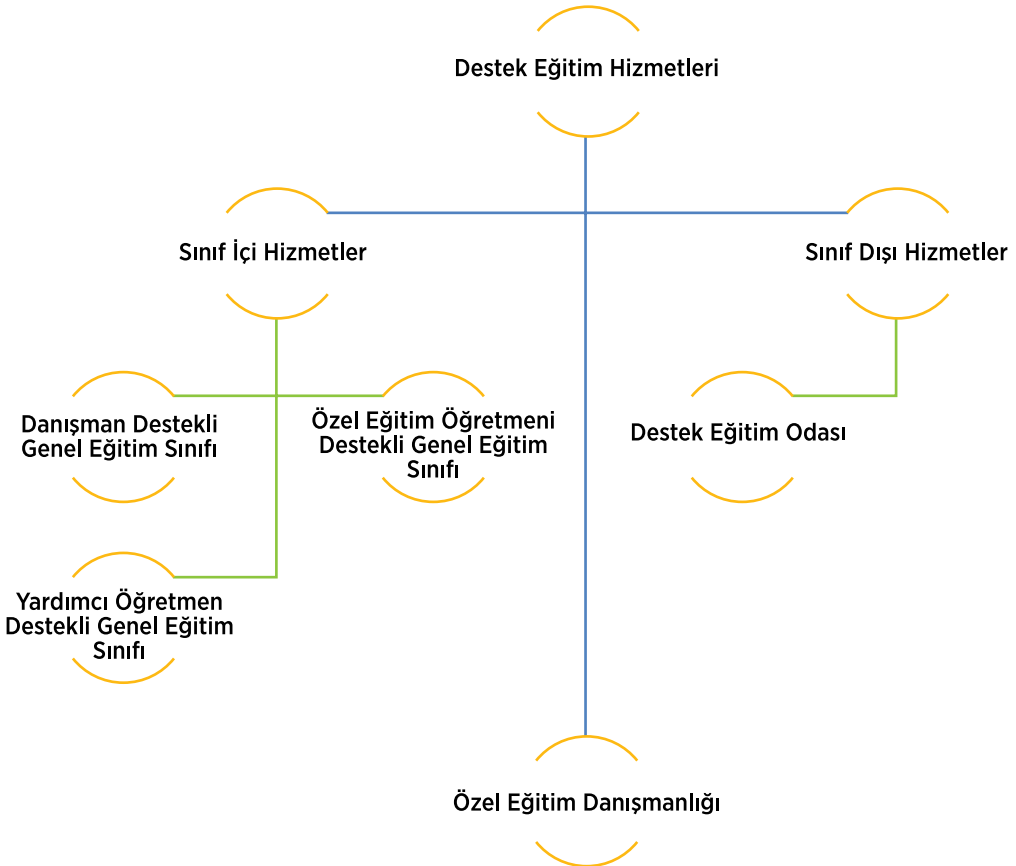 Destek Eğitim Hizmetleri
Sınıf İçi Hizmetler
Sınıf Dışı Hizmetler
Danışman Destekli
Genel Eğitim Sınıfı
Özel Eğitim Öğretmeni
Destekli Genel Eğitim
Sınıfı
Destek Eğitim Odası
Yardımcı Öğretmen
Destekli Genel Eğitim
Sınıfı
Özel Eğitim Danışmanlığı